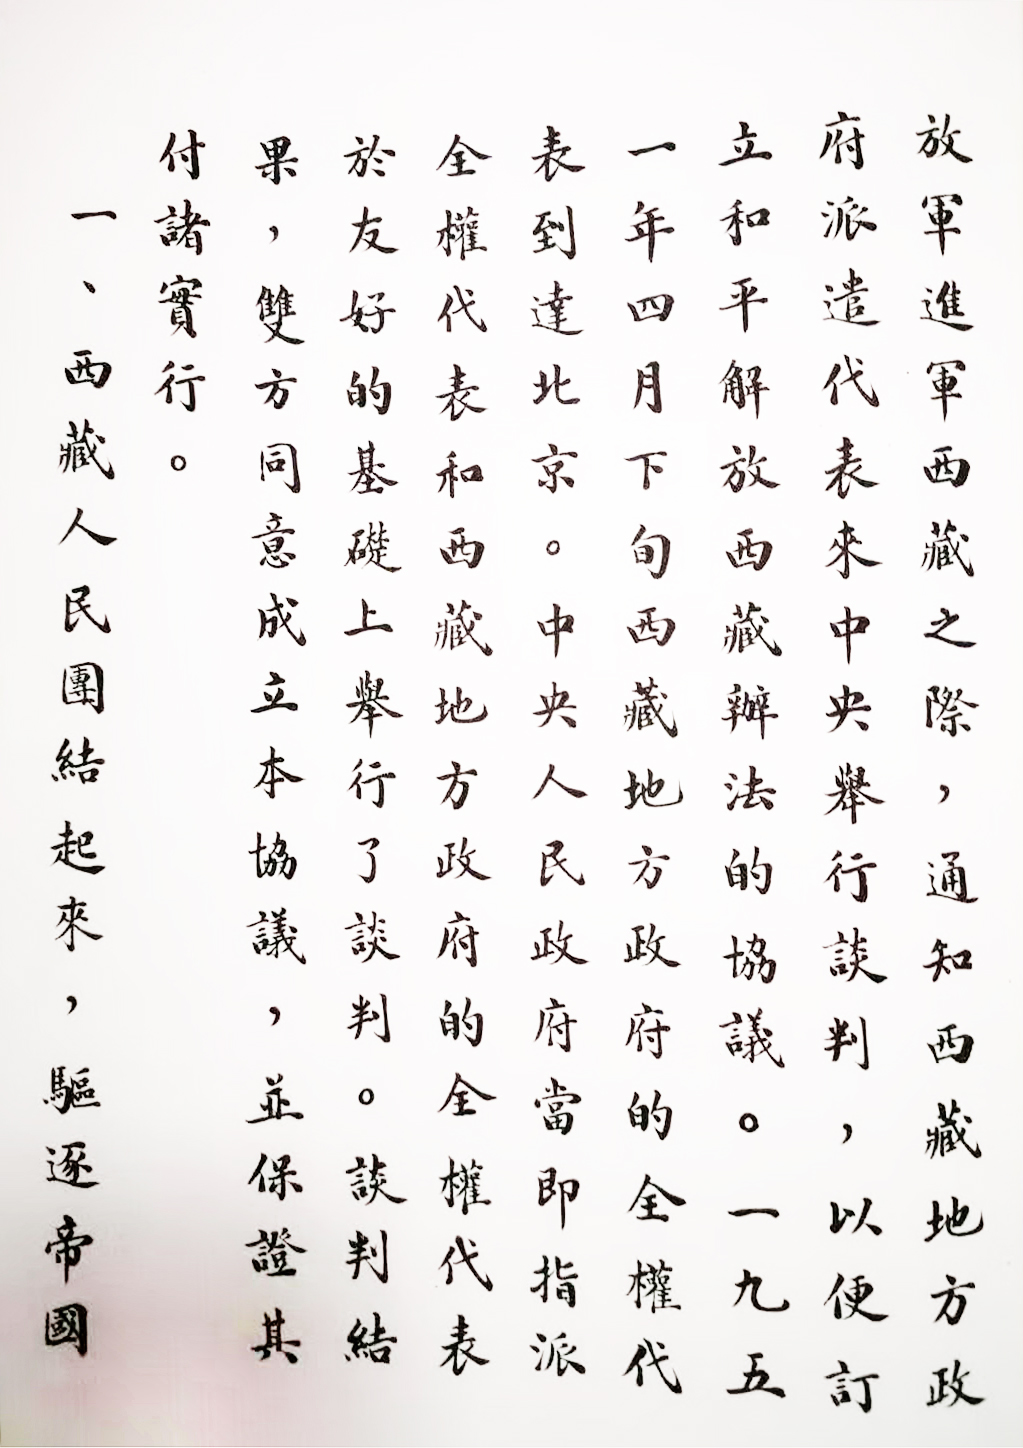 放軍進軍西藏之際，通知西藏地方政
府派遣代表來中央舉行談判，以便訂
立和平解放西藏辦法的協議。一九五
一年四月下旬西藏地方政府的全權代
表到達北京。中央人民政府當即指派
全權代表和西藏地方政府的全權代表
於友好的基礎上舉行了談判。談判結
果，雙方同意成立本協議，並保證其
付諸實行。
一、西藏人民團結起來，驅逐帝國